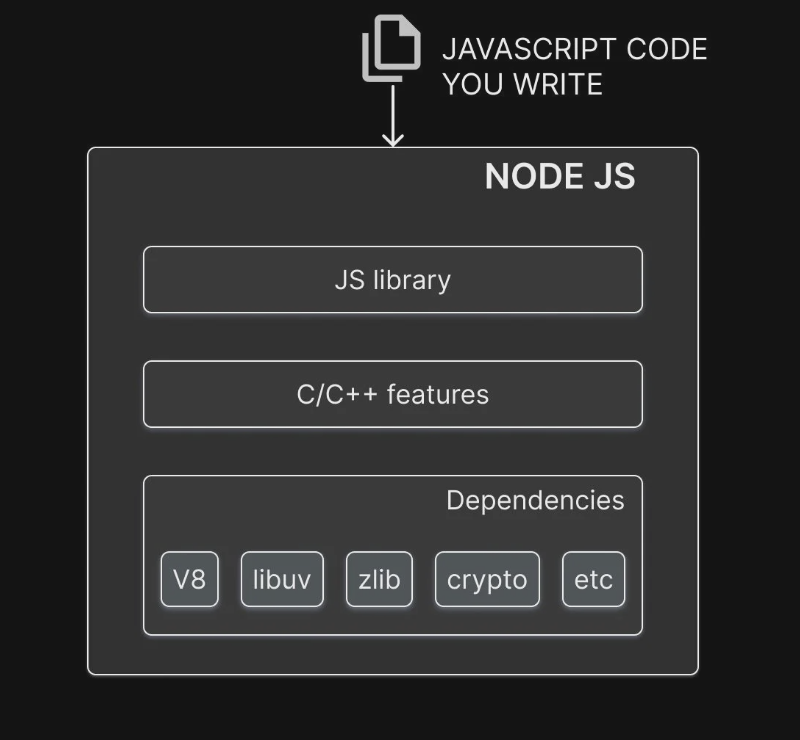 JAVASCRIPT CODE
YOU WRITE
NODE JS
JS library
C/C++ features
Dependencies
V8
libuv
zlib
crypto
etc